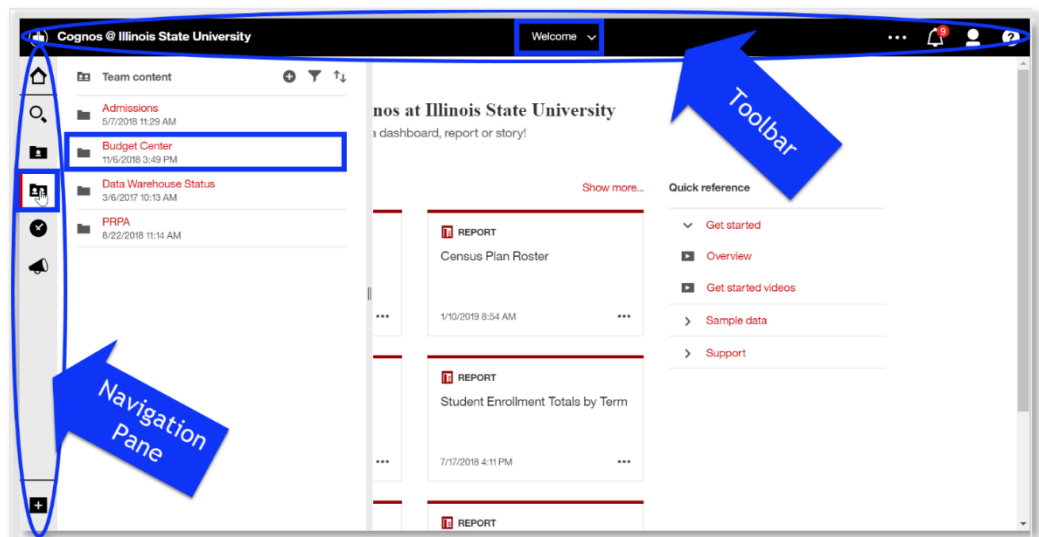 Cognos @ Illinois State University
Welcome
9
?
Team content
Admissions
5/7/2018 11:29 AM
Budget Center
11/6/2018 3:49 PM
Data Warehouse Status
3/6/2017 10:13 AM
PRPA
8/22/2018 11:14 AM
nos at Illinois State University
a dashboard, report or story!
Show more...
REPORT
Census Plan Roster
1/10/2019 8:54 AM
REPORT
Student Enrollment Totals by Term
7/17/2018 4:11 PM
REPORT
Quick reference
Get started
Overview
Get started videos
Sample data
Support
Toolbar
Navigation
Pane